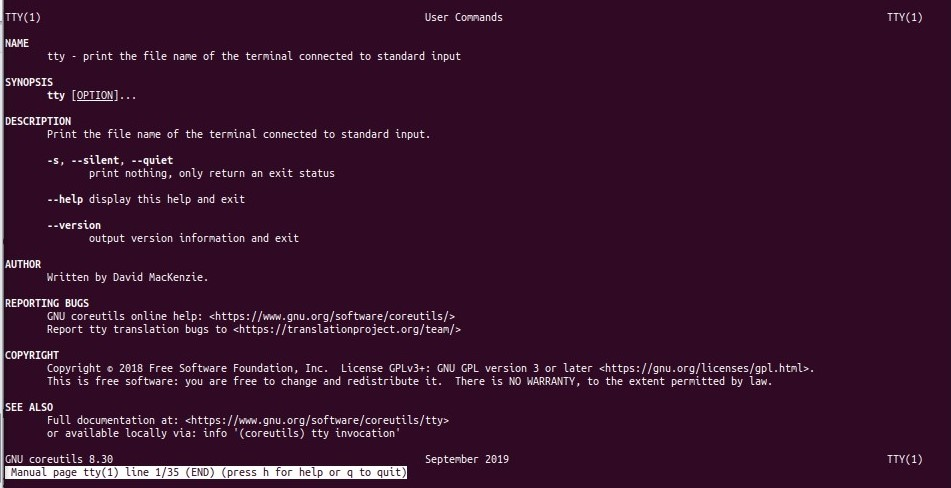 TTY(1) User Commands TTY(1)
NAME
tty - print the file name of the terminal connected to standard input
SYNOPSIS
tty [OPTION]...
DESCRIPTION
Print the file name of the terminal connected to standard input.
-s, --silent, --quiet
print nothing, only return an exit status
--help display this help and exit
--version
output version information and exit
AUTHOR
Written by David MacKenzie.
REPORTING BUGS
GNU coreutils online help: <https://www.gnu.org/software/coreutils/>
Report tty translation bugs to <https://translationproject.org/team/>
COPYRIGHT
Copyright © 2018 Free Software Foundation, Inc.  License GPLv3+: GNU GPL version 3 or later <https://gnu.org/licenses/gpl.html>.
This is free software: you are free to change and redistribute it.  There is NO WARRANTY, to the extent permitted by law.
SEE ALSO
Full documentation at: <https://www.gnu.org/software/coreutils/tty>
or available locally via: info '(coreutils) tty invocation'
GNU coreutils 8.30 September 2019 TTY(1)
Manual page tty(1) line 1/35 (END) (press h for help or q to quit)